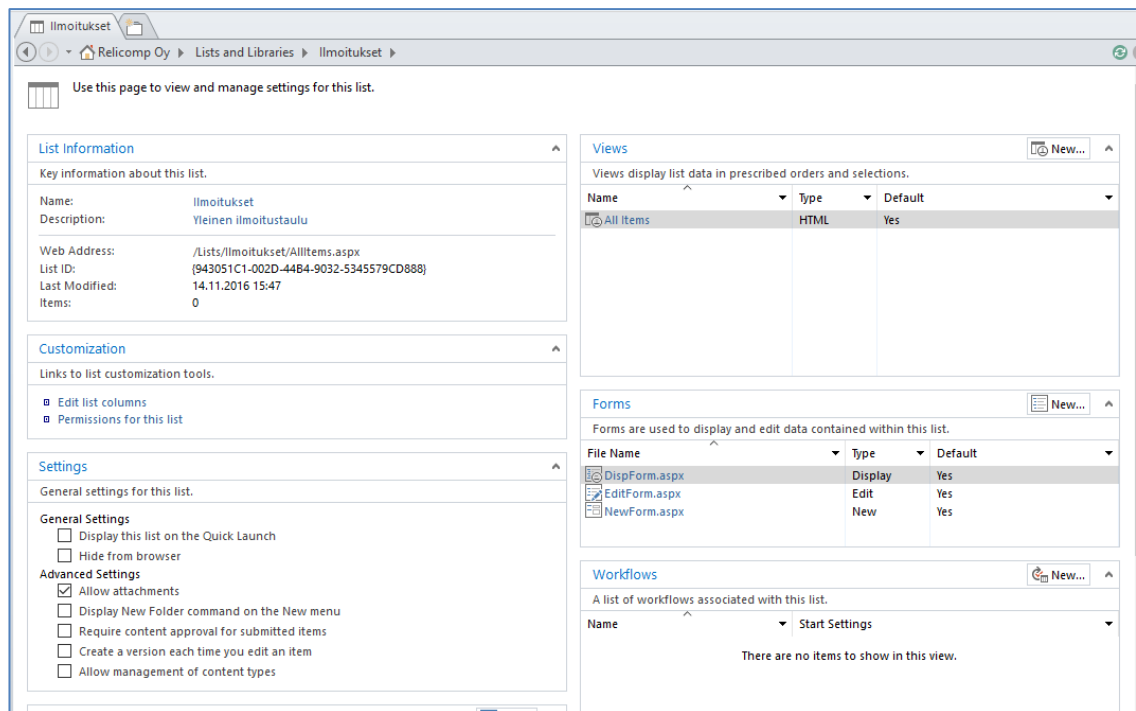 Ilmoitukset
Relicomp Oy Lists and Libraries Ilmoitukset
Use this page to view and manage settings for this list.
List Information
Key information about this list.
Name: Ilmoitukset
Description: Yleinen ilmoitustaulu
Web Address: /Lists/Ilmoitukset/AllItems.aspx
List ID: {943051C1-002D-44B4-9032-5345579CD888}
Last Modified: 14.11.2016 15:47
Items: 0
Customization
Links to list customization tools.
Edit list columns
Permissions for this list
Settings
General settings for this list.
General Settings
Display this list on the Quick Launch
Hide from browser
Advanced Settings
Allow attachments
Display New Folder command on the New menu
Require content approval for submitted items
Create a version each time you edit an item
Allow management of content types
Views New...
Views display list data in prescribed orders and selections.
Name Type Default
All Items HTML Yes
Forms New...
Forms are used to display and edit data contained within this list.
File Name Type Default
DispForm.aspx Display Yes
EditForm.aspx Edit Yes
NewForm.aspx New Yes
Workflows New...
A list of workflows associated with this list.
Name Start Settings
There are no items to show in this view.